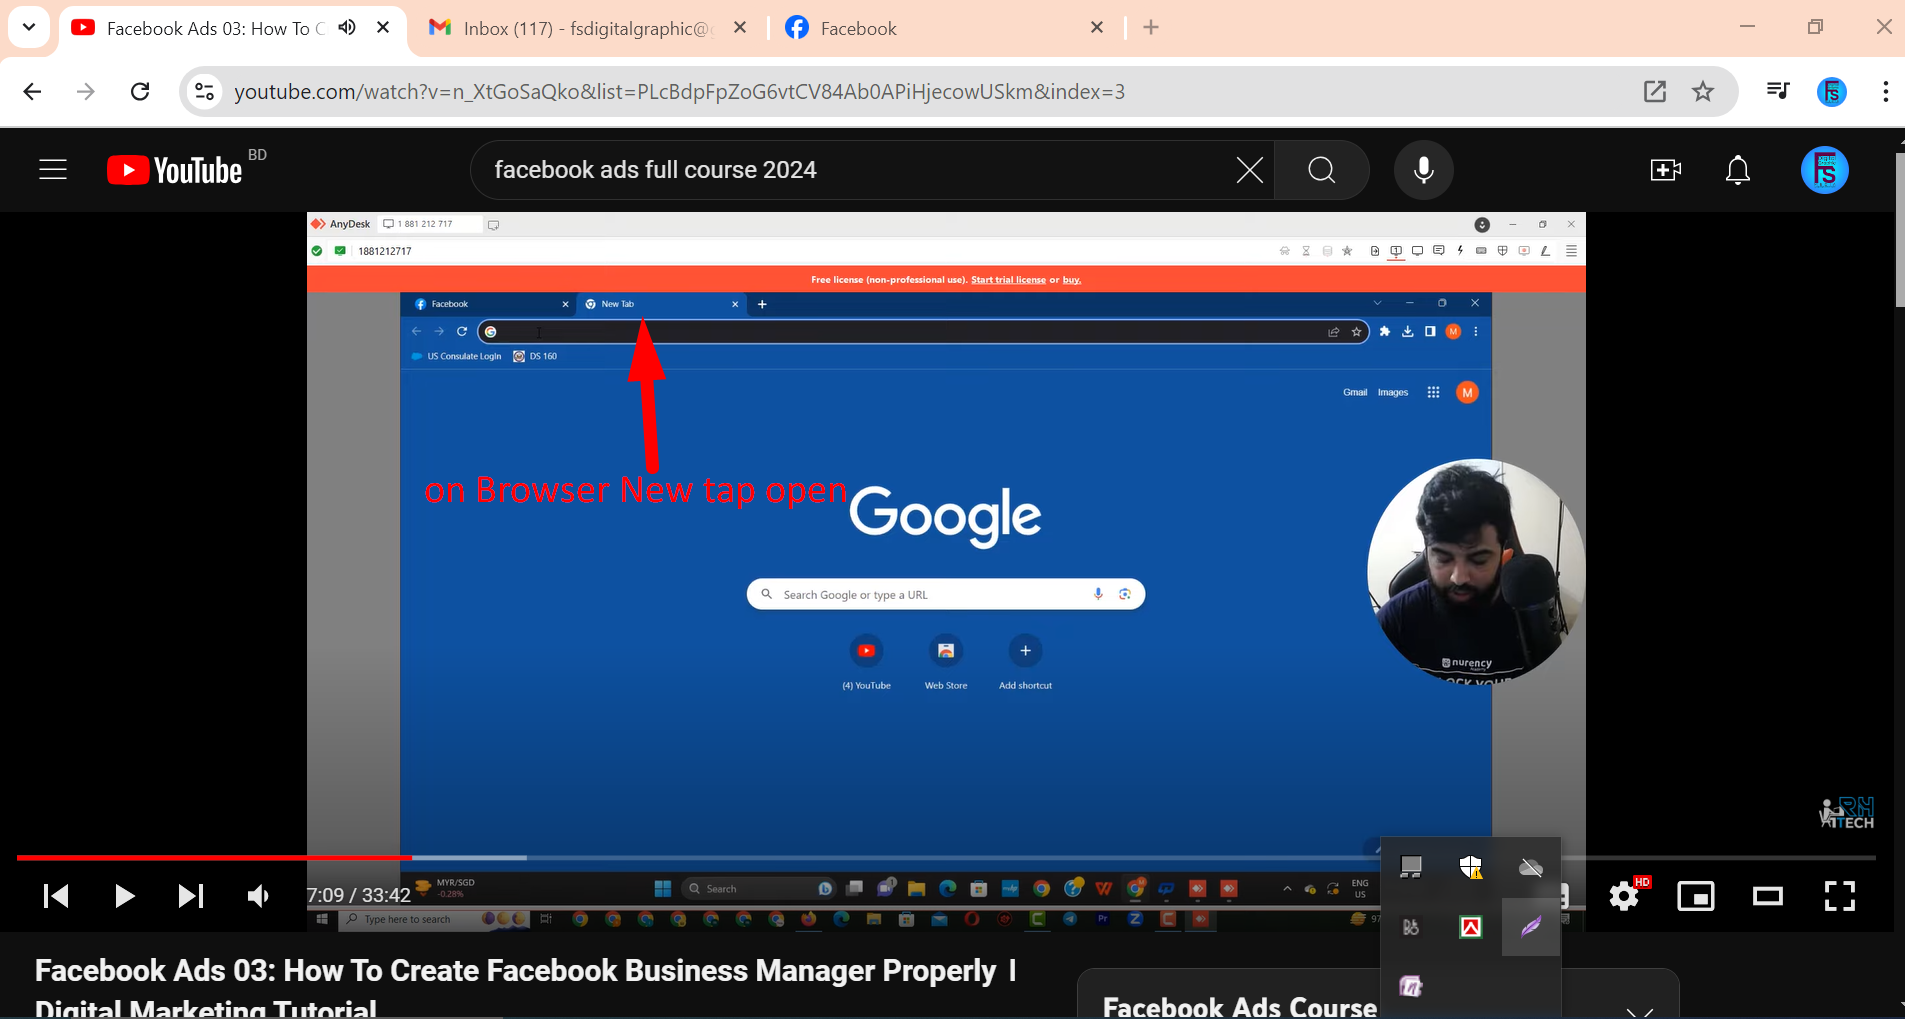 Facebook Ads 03: How To C
Inbox (117) - fsdigitalgraphic@
Facebook
youtube.com/watch?v=n_XtGoSaQko&list=PLcBdpFpZoG6vtCV84Ab0APiHjecowUSkm&index=3
YouTube BD
facebook ads full course 2024
AnyDesk
1 881 212 717
1881212717
Free license (non-professional use). Start trial license or buy.
Facebook
New Tab
US Consulate Login
DS 160
Gmail
Images
M
on Browser New tap open
Google
Search Google or type a URL
(4) YouTube
Web Store
Add shortcut
nurency
RH
TECH
MYR/SGD
-0.28%
Search
ENG
US
7:09 / 33:42
HD
Type here to search
Facebook Ads 03: How To Create Facebook Business Manager Properly I
Digital Marketing Tutorial
Facebook Ads Course